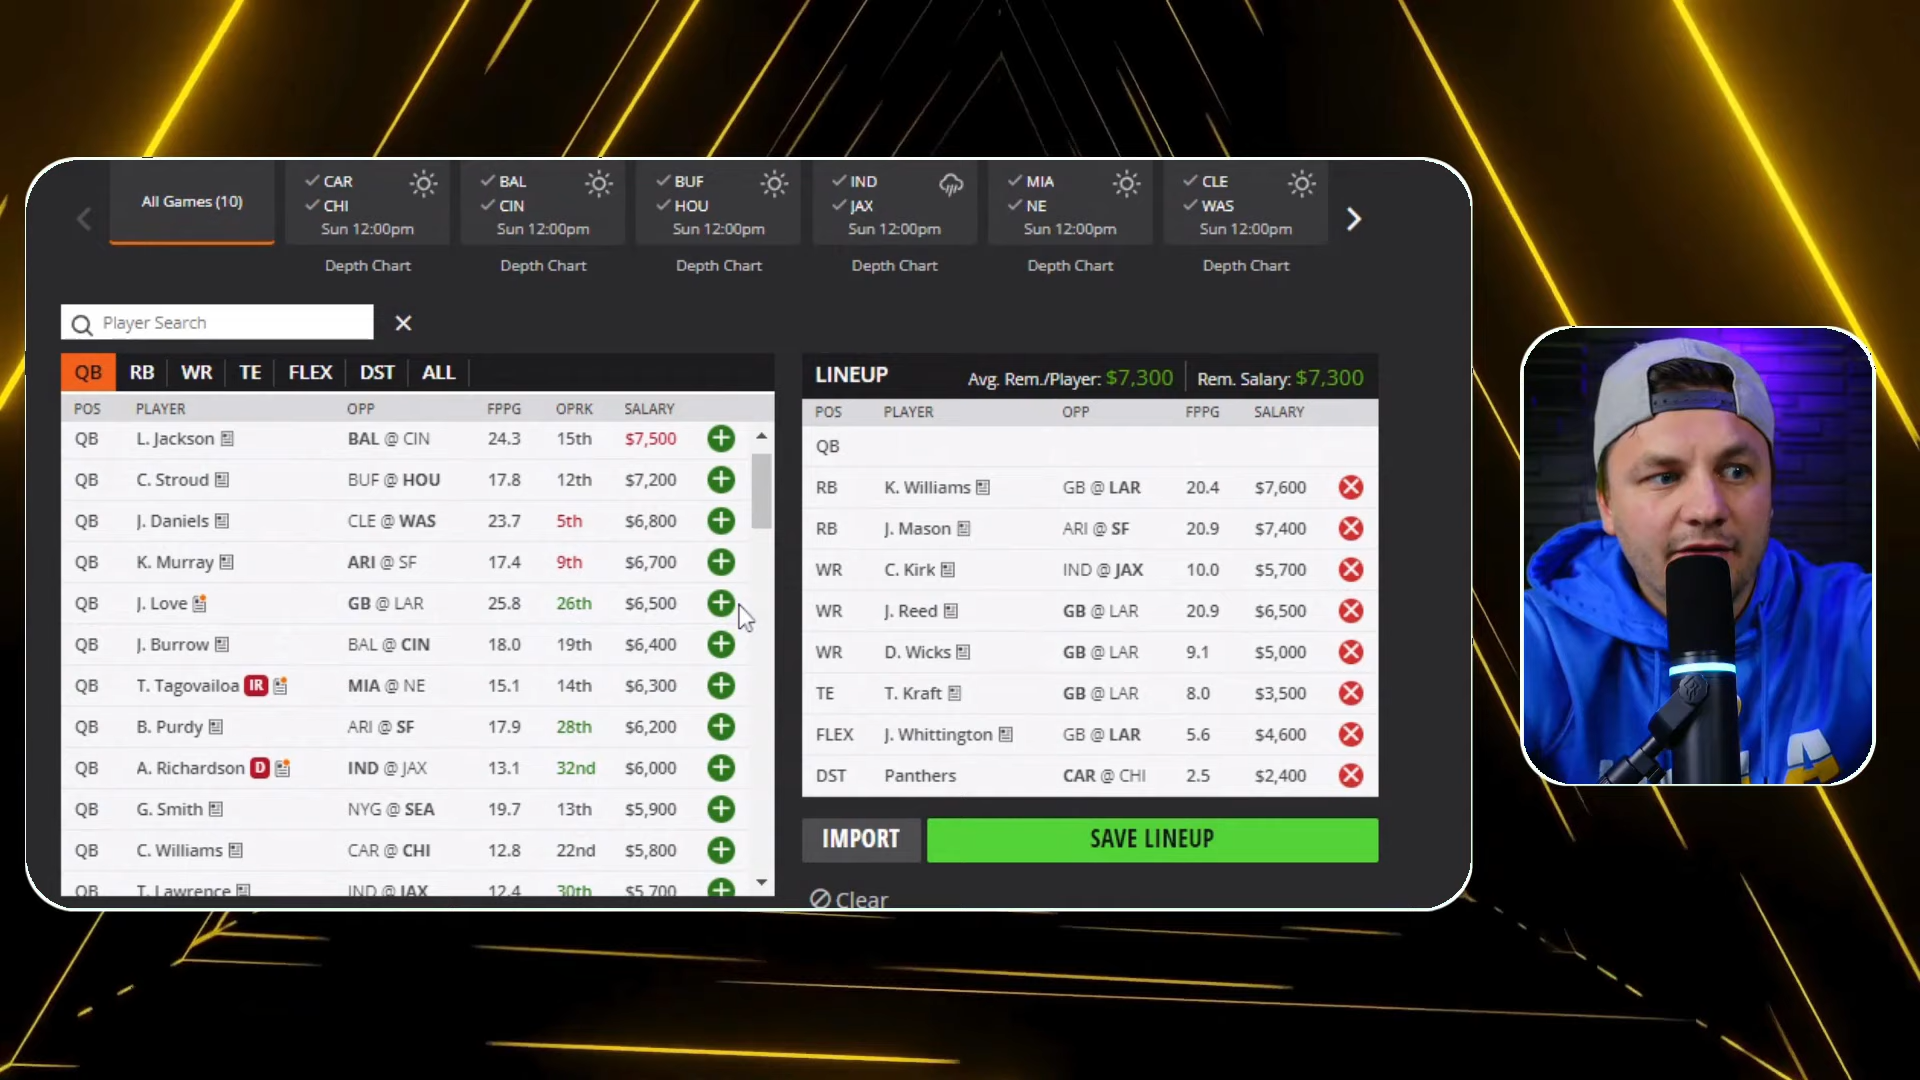 All Games (10)
CAR
CHI
Sun 12:00pm
Depth Chart
BAL
CIN
Sun 12:00pm
Depth Chart
BUF
HOU
Sun 12:00pm
Depth Chart
IND
JAX
Sun 12:00pm
Depth Chart
MIA
NE
Sun 12:00pm
Depth Chart
CLE
WAS
Sun 12:00pm
Depth Chart
Player Search
QB RB WR TE FLEX DST ALL
POS PLAYER OPP FPPG OPRK SALARY
QB L. Jackson BAL @ CIN 24.3 15th $7,500
QB C. Stroud BUF @ HOU 17.8 12th $7,200
QB J. Daniels CLE @ WAS 23.7 5th $6,800
QB K. Murray ARI @ SF 17.4 9th $6,700
QB J. Love GB @ LAR 25.8 26th $6,500
QB J. Burrow BAL @ CIN 18.0 19th $6,400
QB T. Tagovailoa IR MIA @ NE 15.1 14th $6,300
QB B. Purdy ARI @ SF 17.9 28th $6,200
QB A. Richardson D IND @ JAX 13.1 32nd $6,000
QB G. Smith NYG @ SEA 19.7 13th $5,900
QB C. Williams CAR @ CHI 12.8 22nd $5,800
QB T. Lawrence IND @ JAX 12.4 30th $5,700
LINEUP Avg. Rem./Player: $7,300 Rem. Salary: $7,300
POS PLAYER OPP FPPG SALARY
QB
RB K. Williams GB @ LAR 20.4 $7,600
RB J. Mason ARI @ SF 20.9 $7,400
WR C. Kirk IND @ JAX 10.0 $5,700
WR J. Reed GB @ LAR 20.9 $6,500
WR D. Wicks GB @ LAR 9.1 $5,000
TE T. Kraft GB @ LAR 8.0 $3,500
FLEX J. Whittington GB @ LAR 5.6 $4,600
DST Panthers CAR @ CHI 2.5 $2,400
IMPORT SAVE LINEUP
Clear